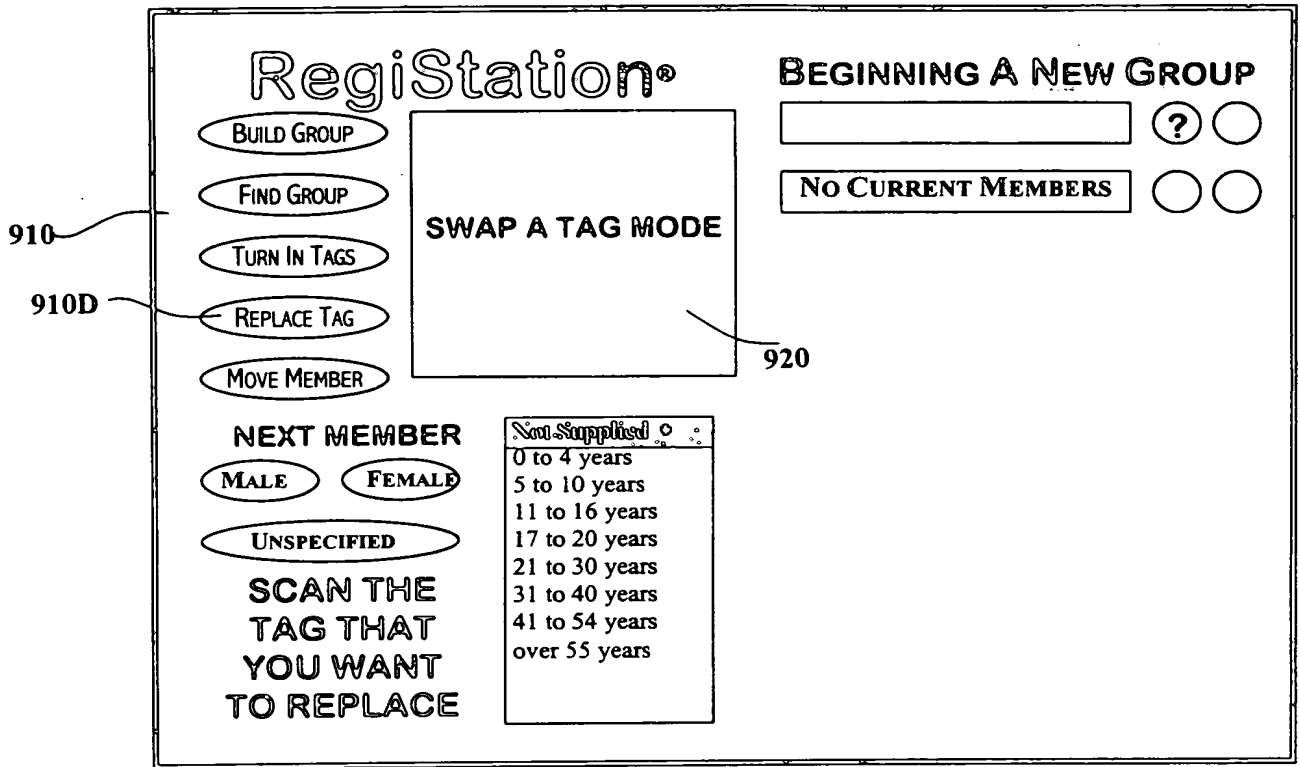 RegiStation®
BEGINNING A NEW GROUP
BUILD GROUP
?
FIND GROUP
NO CURRENT MEMBERS
910
TURN IN TAGS
SWAP A TAG MODE
910D
REPLACE TAG
920
MOVE MEMBER
NEXT MEMBER
MALE
FEMALE
UNSPECIFIED
SCAN THE
TAG THAT
YOU WANT
TO REPLACE
Not Supplied
0 to 4 years
5 to 10 years
11 to 16 years
17 to 20 years
21 to 30 years
31 to 40 years
41 to 54 years
over 55 years